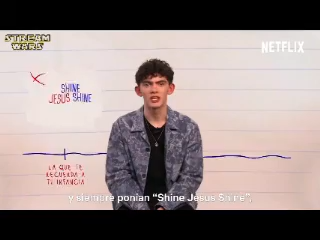 STREAM
WARS
NETFLIX
SHINE
JESUS SHINE
LA QUE TE
RECUERDA A
TU INFANCIA
y siempre ponían “Shine Jesus Shine”,